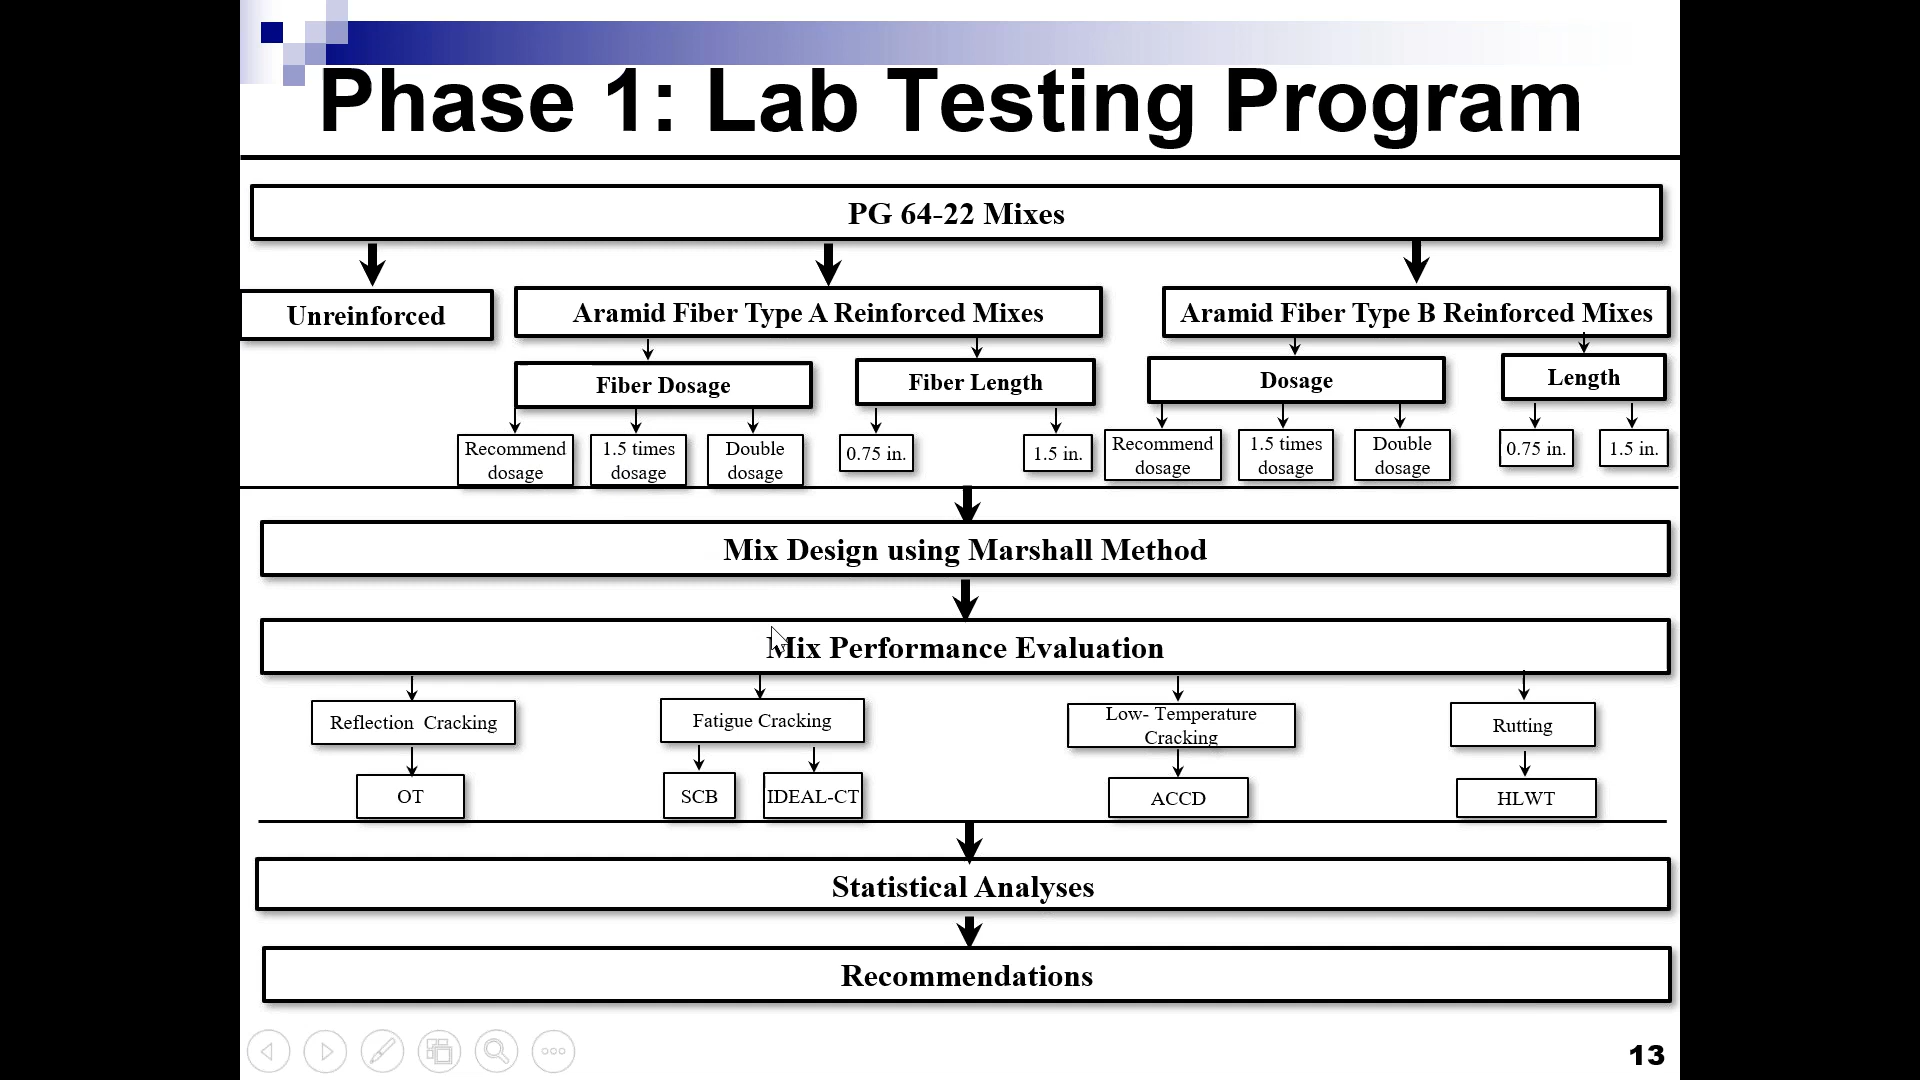 Phase 1: Lab Testing Program
PG 64-22 Mixes
Unreinforced
Aramid Fiber Type A Reinforced Mixes
Aramid Fiber Type B Reinforced Mixes
Fiber Dosage
Fiber Length
Dosage
Length
Recommend
dosage
1.5 times
dosage
Double
dosage
0.75 in.
1.5 in.
Recommend
dosage
1.5 times
dosage
Double
dosage
0.75 in.
1.5 in.
Mix Design using Marshall Method
Mix Performance Evaluation
Reflection Cracking
Fatigue Cracking
Low- Temperature
Cracking
Rutting
OT
SCB
IDEAL-CT
ACCD
HLWT
Statistical Analyses
Recommendations
13